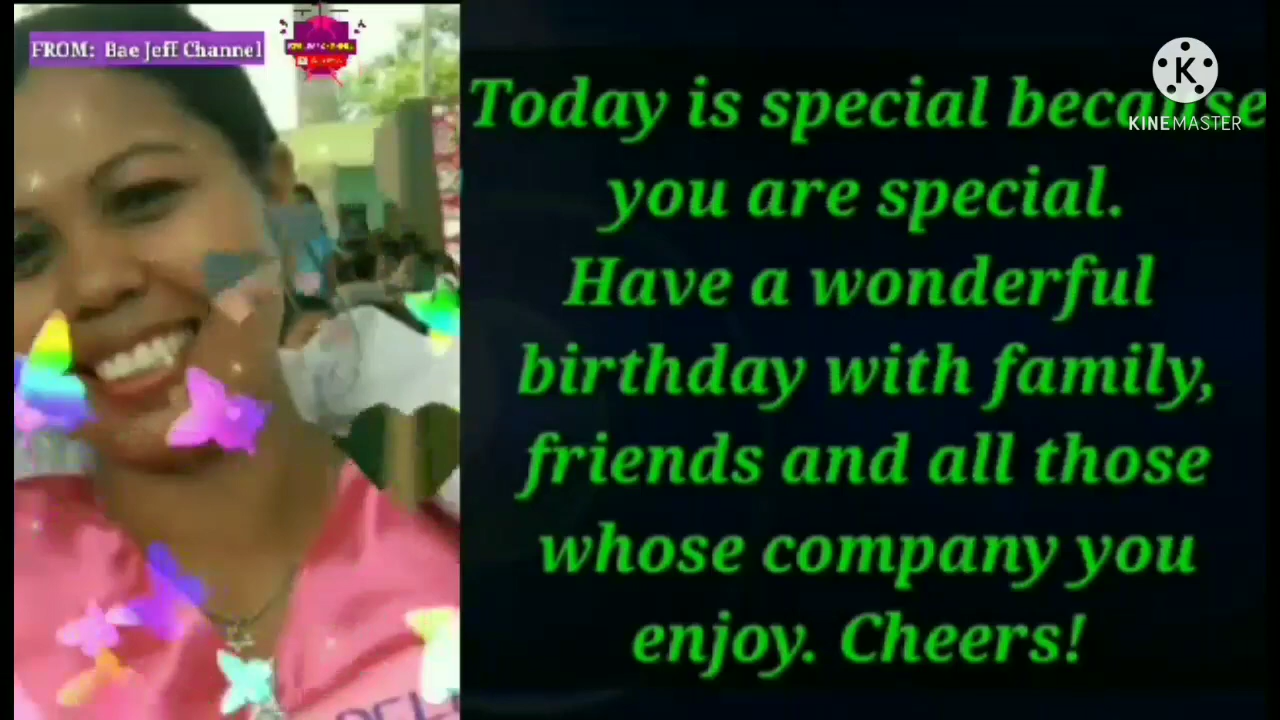 FROM: Bae Jeff Channel
KINEMASTER
Today is special because
you are special.
Have a wonderful
birthday with family,
friends and all those
whose company you
enjoy. Cheers!